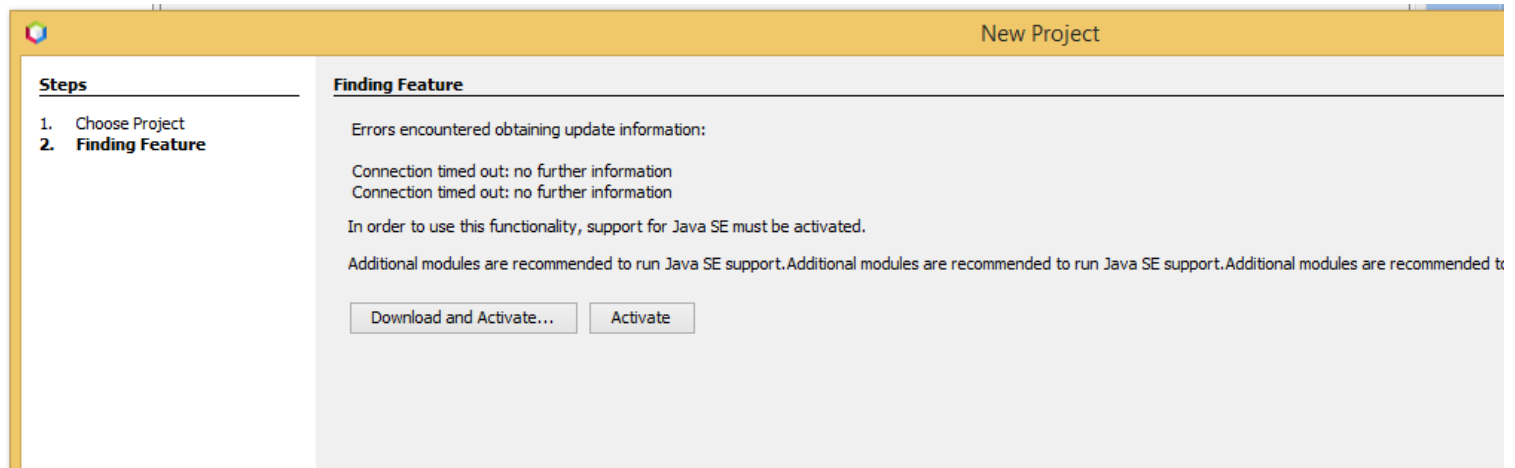 New Project
Steps
1. Choose Project
2. Finding Feature
Finding Feature
Errors encountered obtaining update information:
Connection timed out: no further information
Connection timed out: no further information
In order to use this functionality, support for Java SE must be activated.
Additional modules are recommended to run Java SE support.Additional modules are recommended to run Java SE support.Additional modules are recommended to
Download and Activate... Activate